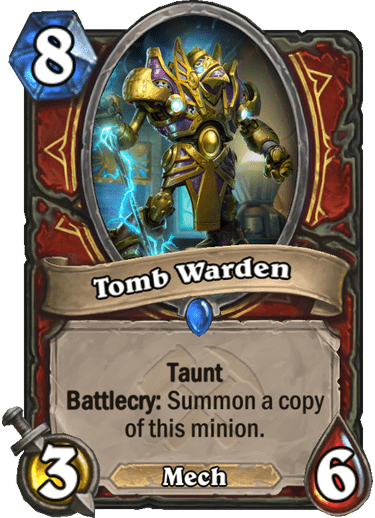 8
Tomb Warden
Taunt
Battlecry: Summon a copy
of this minion.
3
Mech
6